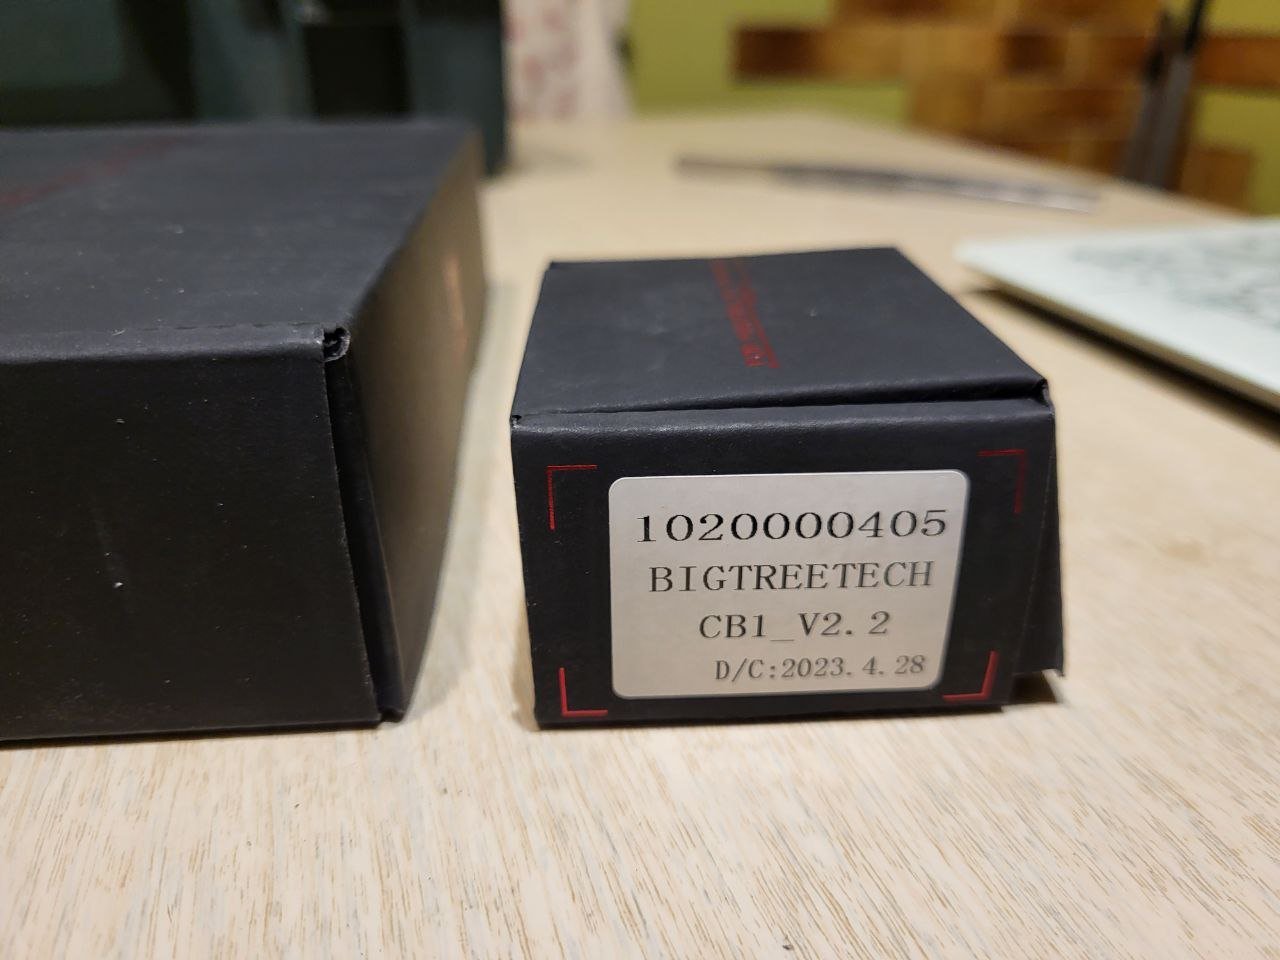 1020000405
BIGTREETECH
CB1_V2.2
D/C:2023.4.28